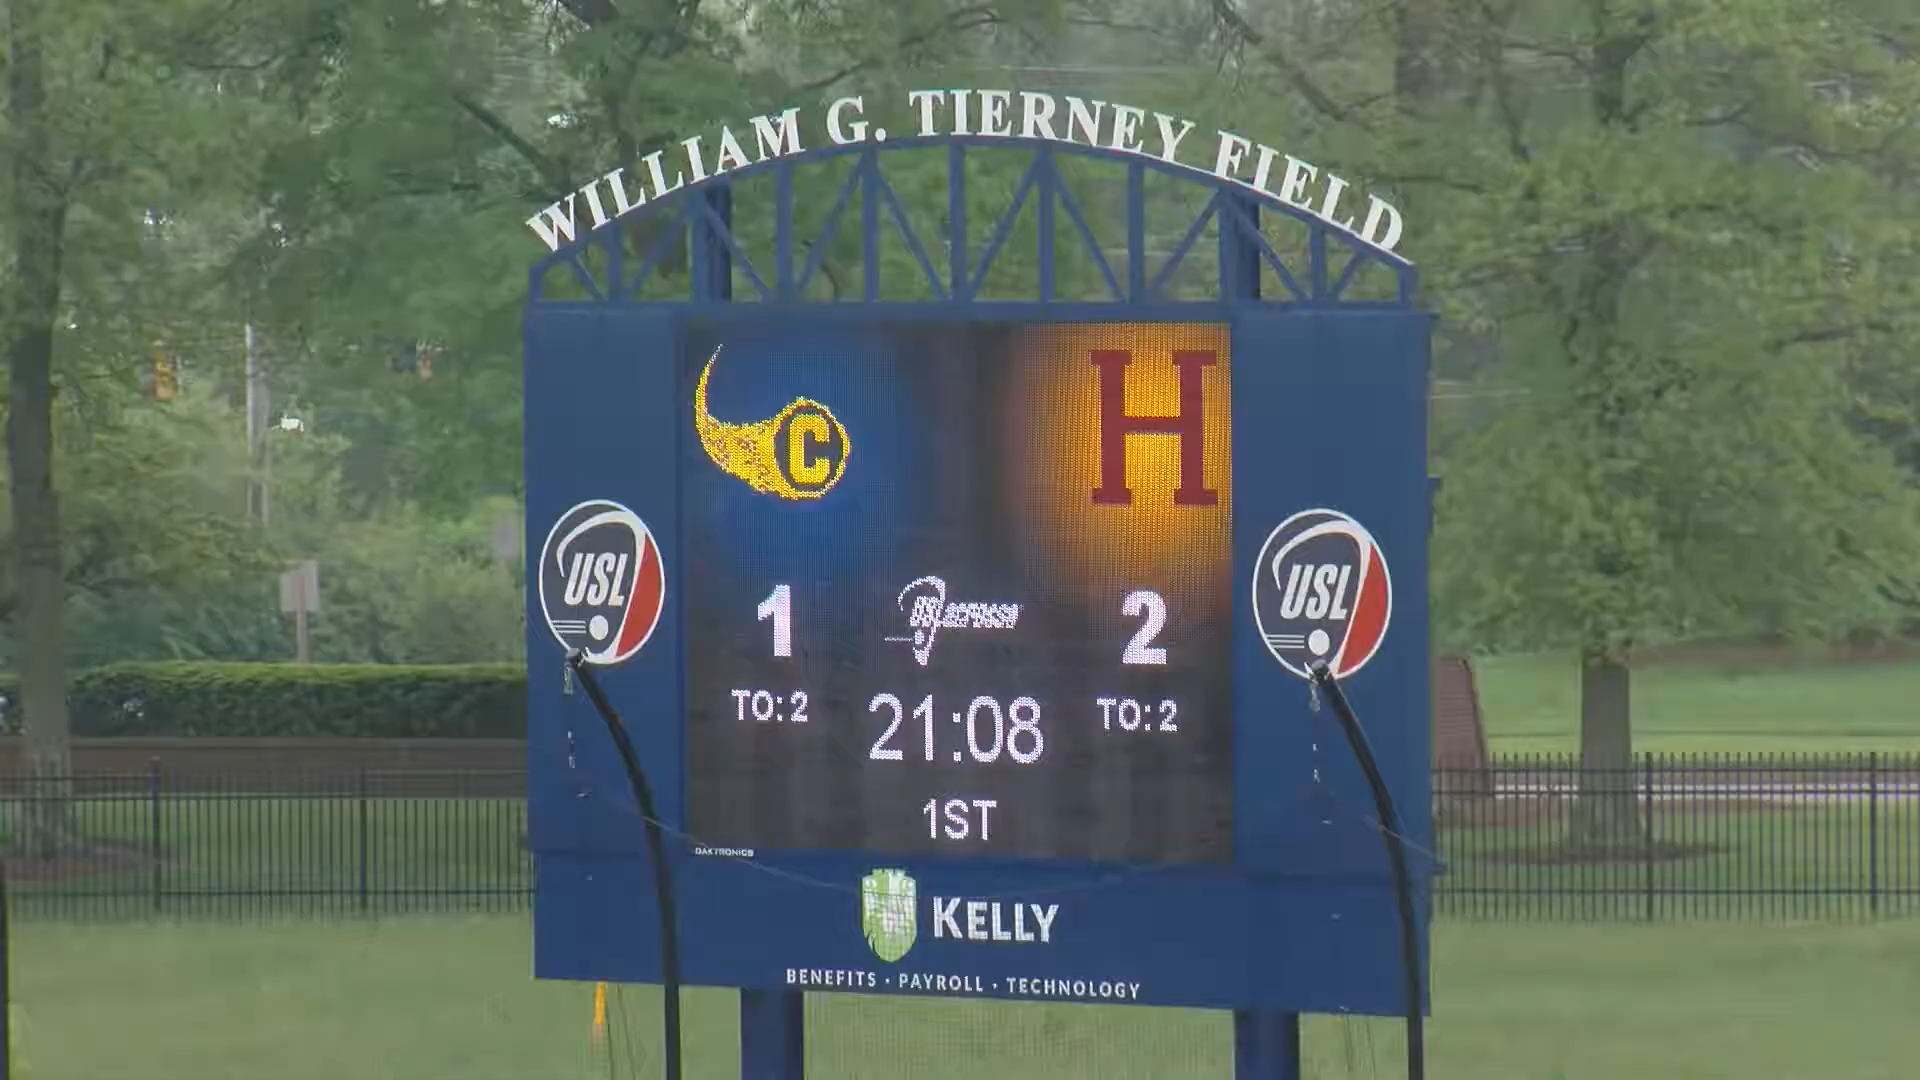 WILLIAM G. TIERNEY FIELD
C
H
USL
USL
1
2
TO: 2
21:08
TO: 2
1ST
DAKTRONICS
KELLY
BENEFITS · PAYROLL · TECHNOLOGY